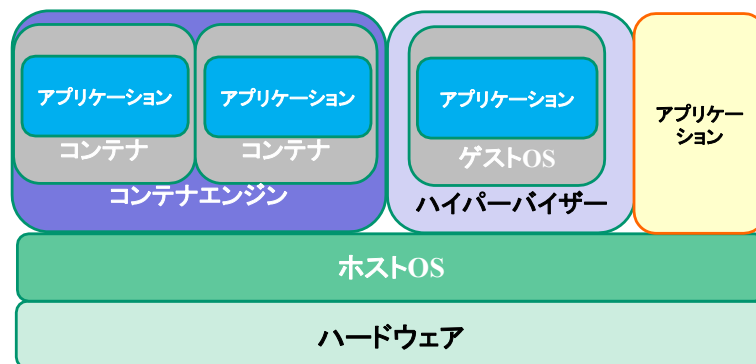 アプリケーション
コンテナ
アプリケーション
コンテナ
コンテナエンジン
アプリケーション
ゲストOS
ハイパーバイザー
アプリケー
ション
ホストOS
ハードウェア